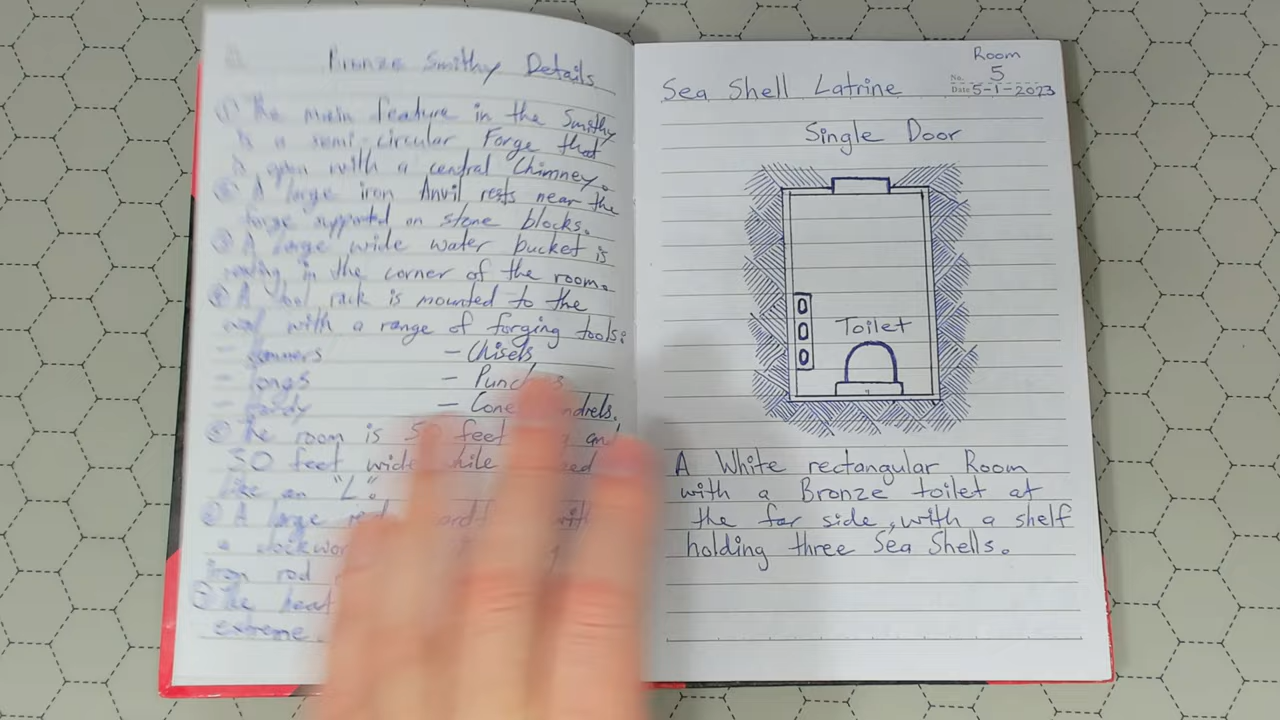 Bronze Smithy Details
① The main feature in the Smithy
is a semi-circular Forge that
is open with a central Chimney.
② A large iron Anvil rests near the
forge supported on stone blocks.
③ A large wide water bucket is
in the corner of the room.
④ A tool rack is mounted to the
wall with a range of forging tools:
- Hammers - Chisels
- Tongs - Punches
- Hardy - Cone
⑤ The room is 50 feet and
30 feet wide while
like an "L".
⑥ A large with
a
iron rod
⑦ The heat
extreme.
Room
No. 5
Date 5-1-2023
Sea Shell Latrine
Single Door
Toilet
A White rectangular Room
with a Bronze toilet at
the far side, with a shelf
holding three Sea Shells.